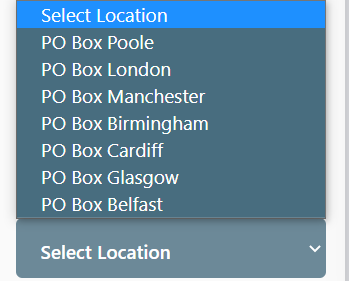 Select Location
PO Box Poole
PO Box London
PO Box Manchester
PO Box Birmingham
PO Box Cardiff
PO Box Glasgow
PO Box Belfast
Select Location